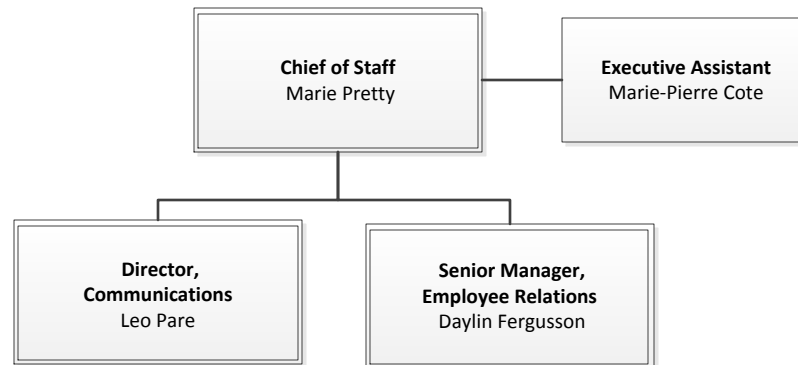 Chief of Staff
Marie Pretty
Executive Assistant
Marie-Pierre Cote
Director,
Communications
Leo Pare
Senior Manager,
Employee Relations
Daylin Fergusson